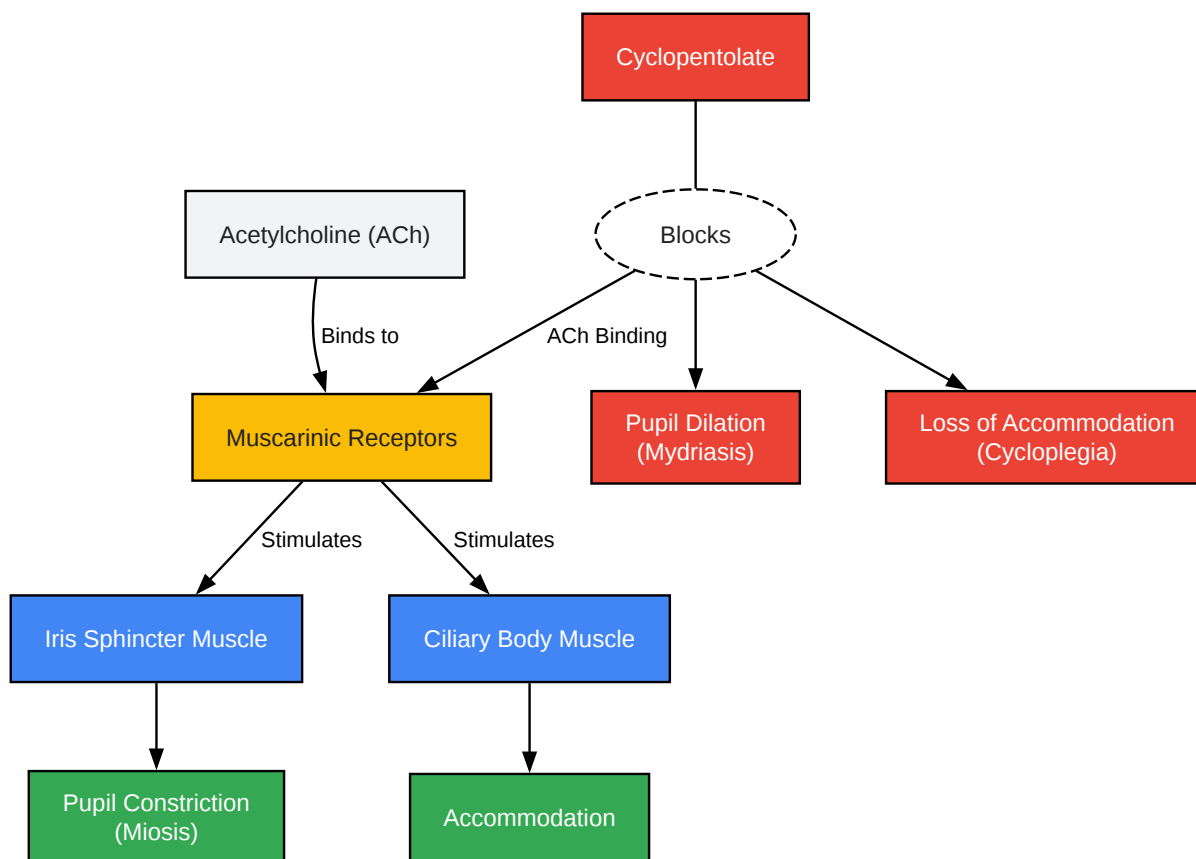 Cyclopentolate
Acetylcholine (ACh)
Blocks
Binds to
ACh Binding
Muscarinic Receptors
Pupil Dilation
(Mydriasis)
Loss of Accommodation
(Cycloplegia)
Stimulates
Stimulates
Iris Sphincter Muscle
Ciliary Body Muscle
Pupil Constriction
(Miosis)
Accommodation